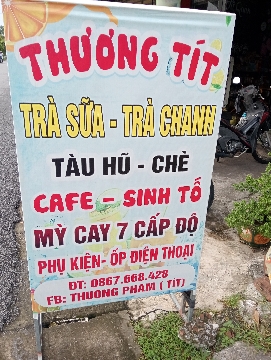 THƯƠNG TÍT
TRÀ SỮA - TRÀ CHANH
TÀU HŨ - CHÈ
CAFE - SINH TỐ
MỲ CAY 7 CẤP ĐỘ
PHỤ KIỆN- ỐP ĐIỆN THOẠI
ĐT: 0867.668.428
FB: THƯƠNG PHẠM ( TÍT)